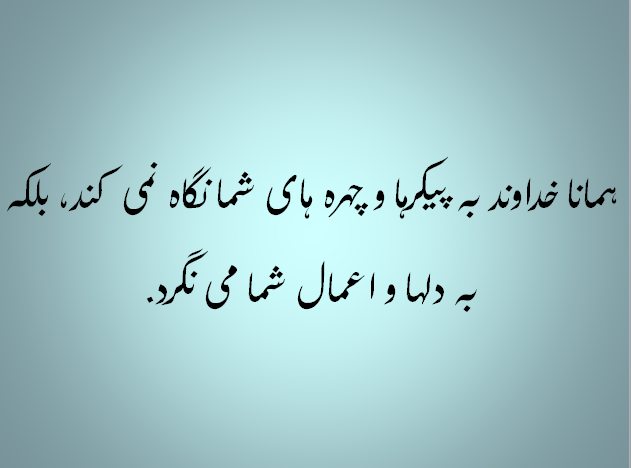 همانا خداوند به پیکرها و چهره های شما نگاه نمی کند، بلکه
به دلها و اعمال شما می نگرد.